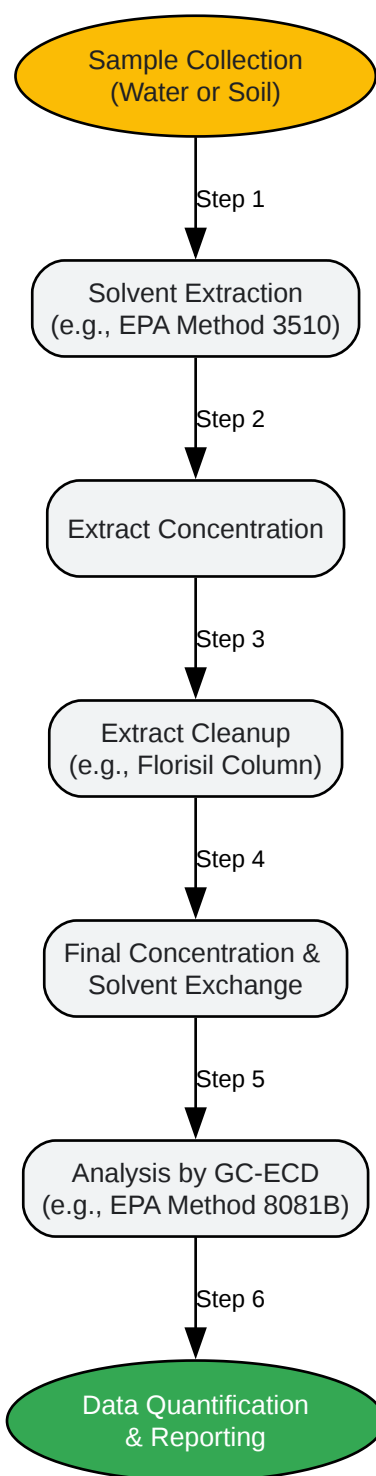 Sample Collection
(Water or Soil)
Step 1
Solvent Extraction
(e.g., EPA Method 3510)
Step 2
Extract Concentration
Step 3
Extract Cleanup
(e.g., Florisil Column)
Step 4
Final Concentration &
Solvent Exchange
Step 5
Analysis by GC-ECD
(e.g., EPA Method 8081B)
Step 6
Data Quantification
& Reporting